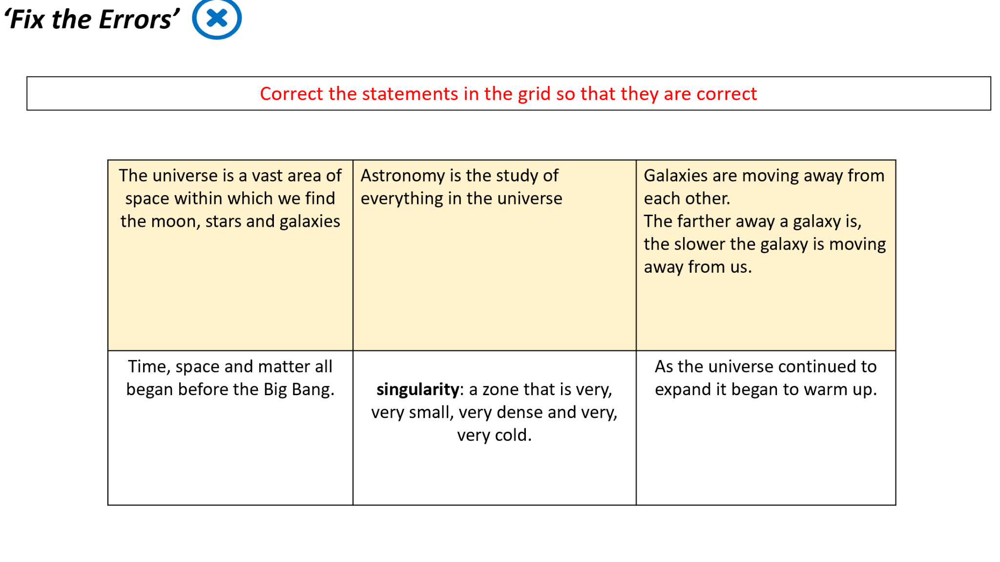 ‘Fix the Errors’
Correct the statements in the grid so that they are correct
The universe is a vast area of
space within which we find
the moon, stars and galaxies
Astronomy is the study of
everything in the universe
Galaxies are moving away from
each other.
The farther away a galaxy is,
the slower the galaxy is moving
away from us.
Time, space and matter all
began before the Big Bang.
singularity: a zone that is very,
very small, very dense and very,
very cold.
As the universe continued to
expand it began to warm up.